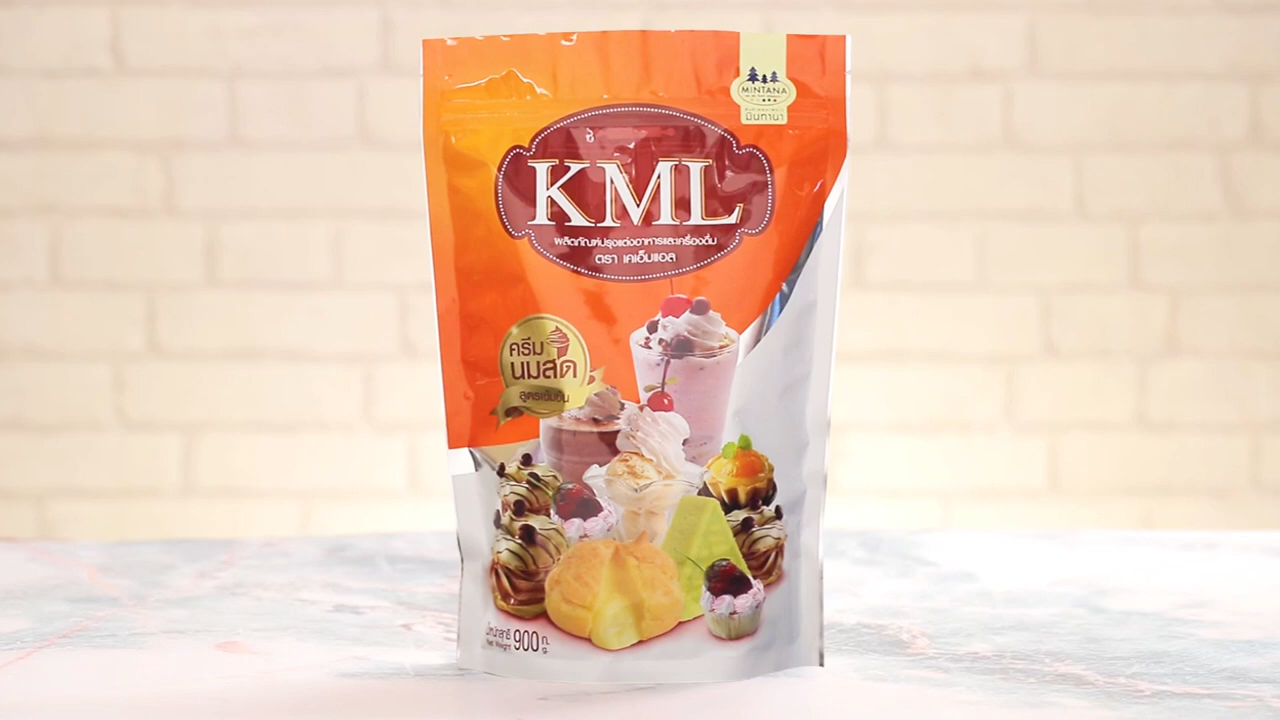 MiNTANA
มินทานา
KML
ผลิตภัณฑ์ปรุงแต่งอาหารและเครื่องดื่ม
ตรา เคเอ็มแอล
ครีม
นมสด
สูตรเข้มข้น
น้ำหนักสุทธิ 900 ก.
Net Weight g.